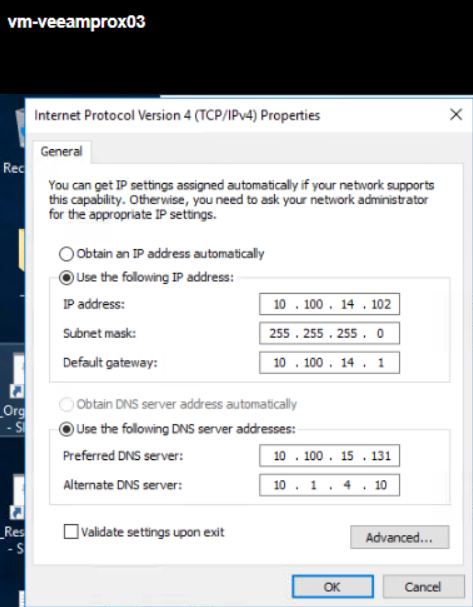 vm-veeamprox03
Internet Protocol Version 4 (TCP/IPv4) Properties
General
Rec
You can get IP settings assigned automatically if your network supports
this capability. Otherwise, you need to ask your network administrator
for the appropriate IP settings.
Obtain an IP address automatically
Use the following IP address:
IP address: 10 . 100 . 14 . 102
Subnet mask: 255 . 255 . 255 . 0
Default gateway: 10 . 100 . 14 . 1
Obtain DNS server address automatically
_Org
- S
Use the following DNS server addresses:
Preferred DNS server: 10 . 100 . 15 . 131
Alternate DNS server: 10 . 1 . 4 . 10
Validate settings upon exit
_Res
- S
Advanced...
OK Cancel